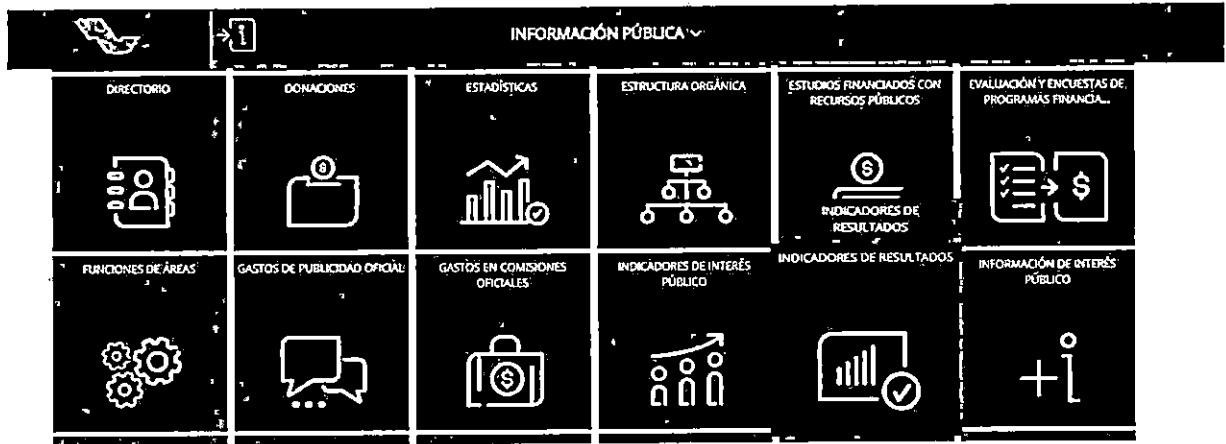 INFORMACIÓN PÚBLICA
DIRECTORIO
DONACIONES
ESTADÍSTICAS
ESTRUCTURA ORGÁNICA
ESTUDIOS FINANCIADOS CON
RECURSOS PÚBLICOS
EVALUACIÓN Y ENCUESTAS DE
PROGRAMAS FINANCIA...
INDICADORES DE
RESULTADOS
FUNCIONES DE ÁREAS
GASTOS DE PUBLICIDAD OFICIAL
GASTOS EN COMISIONES
OFICIALES
INDICADORES DE INTERÉS
PÚBLICO
INDICADORES DE RESULTADOS
INFORMACIÓN DE INTERÉS
PÚBLICO